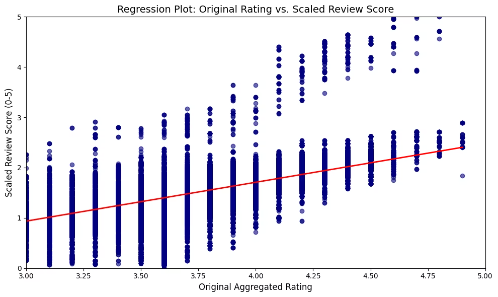 Regression Plot: Original Rating vs. Scaled Review Score
Scaled Review Score (0-5)
5
4
3
2
1
0
3.00 3.25 3.50 3.75 4.00 4.25 4.50 4.75 5.00
Original Aggregated Rating